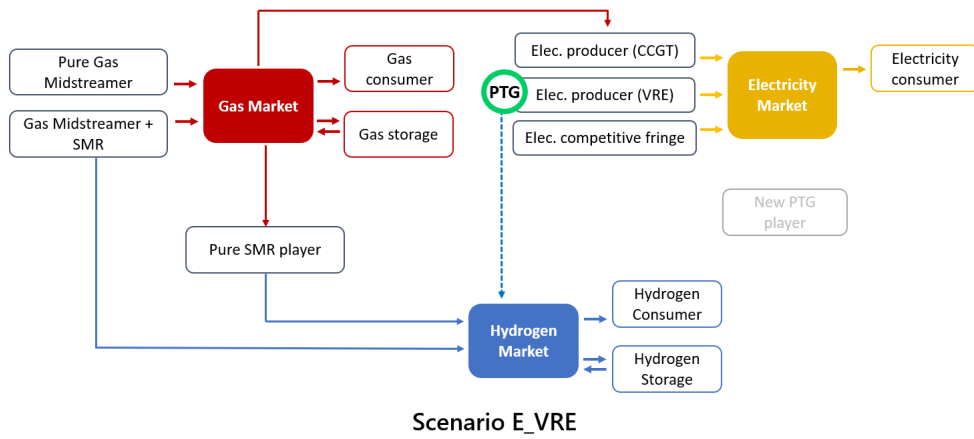 Pure Gas
Midstreamer
Gas Midstreamer +
SMR
Gas Market
Gas
consumer
Gas storage
Elec. producer (CCGT)
PTG
Elec. producer (VRE)
Elec. competitive fringe
Electricity
Market
Electricity
consumer
New PTG
player
Pure SMR player
Hydrogen
Market
Hydrogen
Consumer
Hydrogen
Storage
Scenario E_VRE